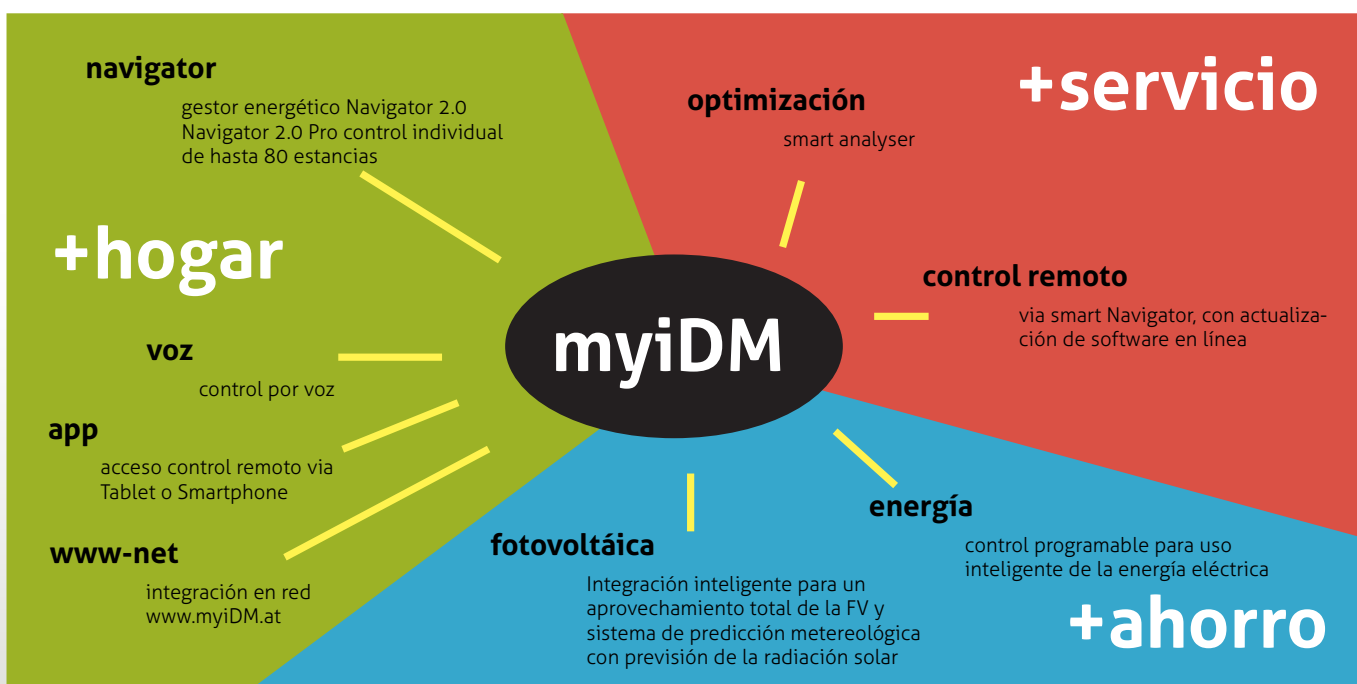 navigator
gestor energético Navigator 2.0
Navigator 2.0 Pro control individual
de hasta 80 estancias
+hogar
voz
control por voz
app
acceso control remoto via
Tablet o Smartphone
www-net
integración en red
www.myiDM.at
myiDM
+servicio
optimización
smart analyser
control remoto
via smart Navigator, con actualiza-
ción de software en línea
fotovoltáica
Integración inteligente para un
aprovechamiento total de la FV y
sistema de predicción metereológica
con previsión de la radiación solar
energía
control programable para uso
inteligente de la energía eléctrica
+ahorro